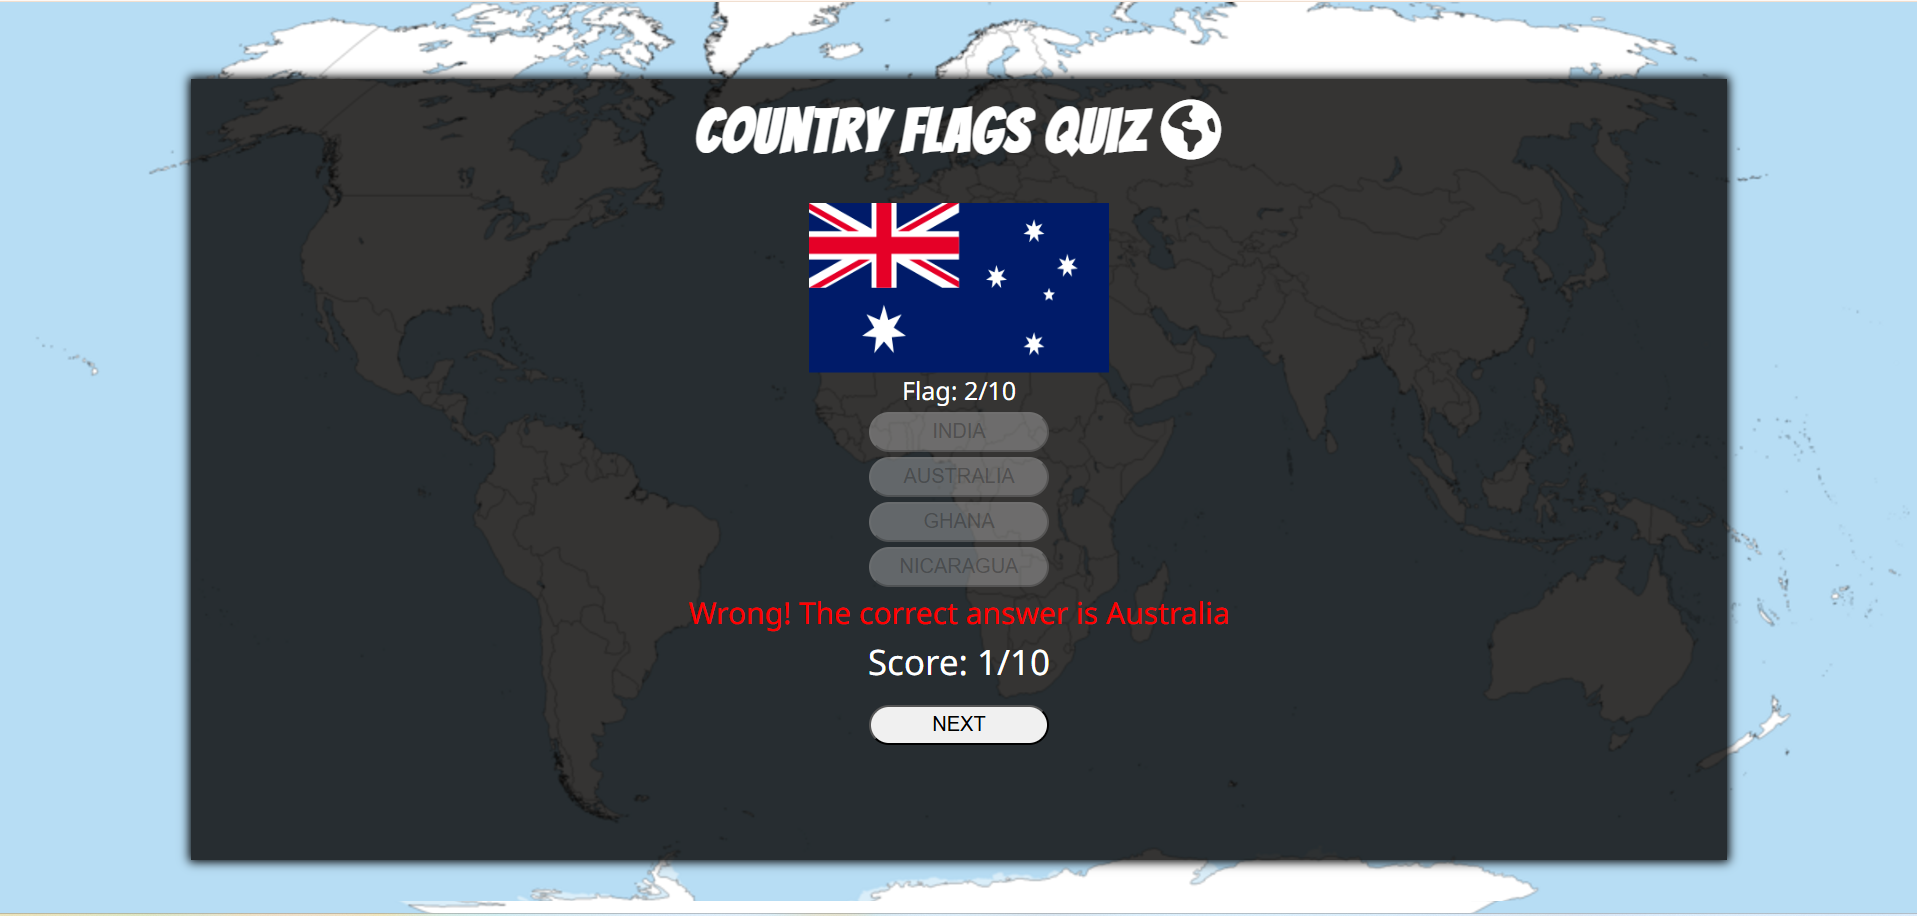 COUNTRY FLAGS QUIZ
Flag: 2/10
INDIA
AUSTRALIA
GHANA
NICARAGUA
Wrong! The correct answer is Australia
Score: 1/10
NEXT